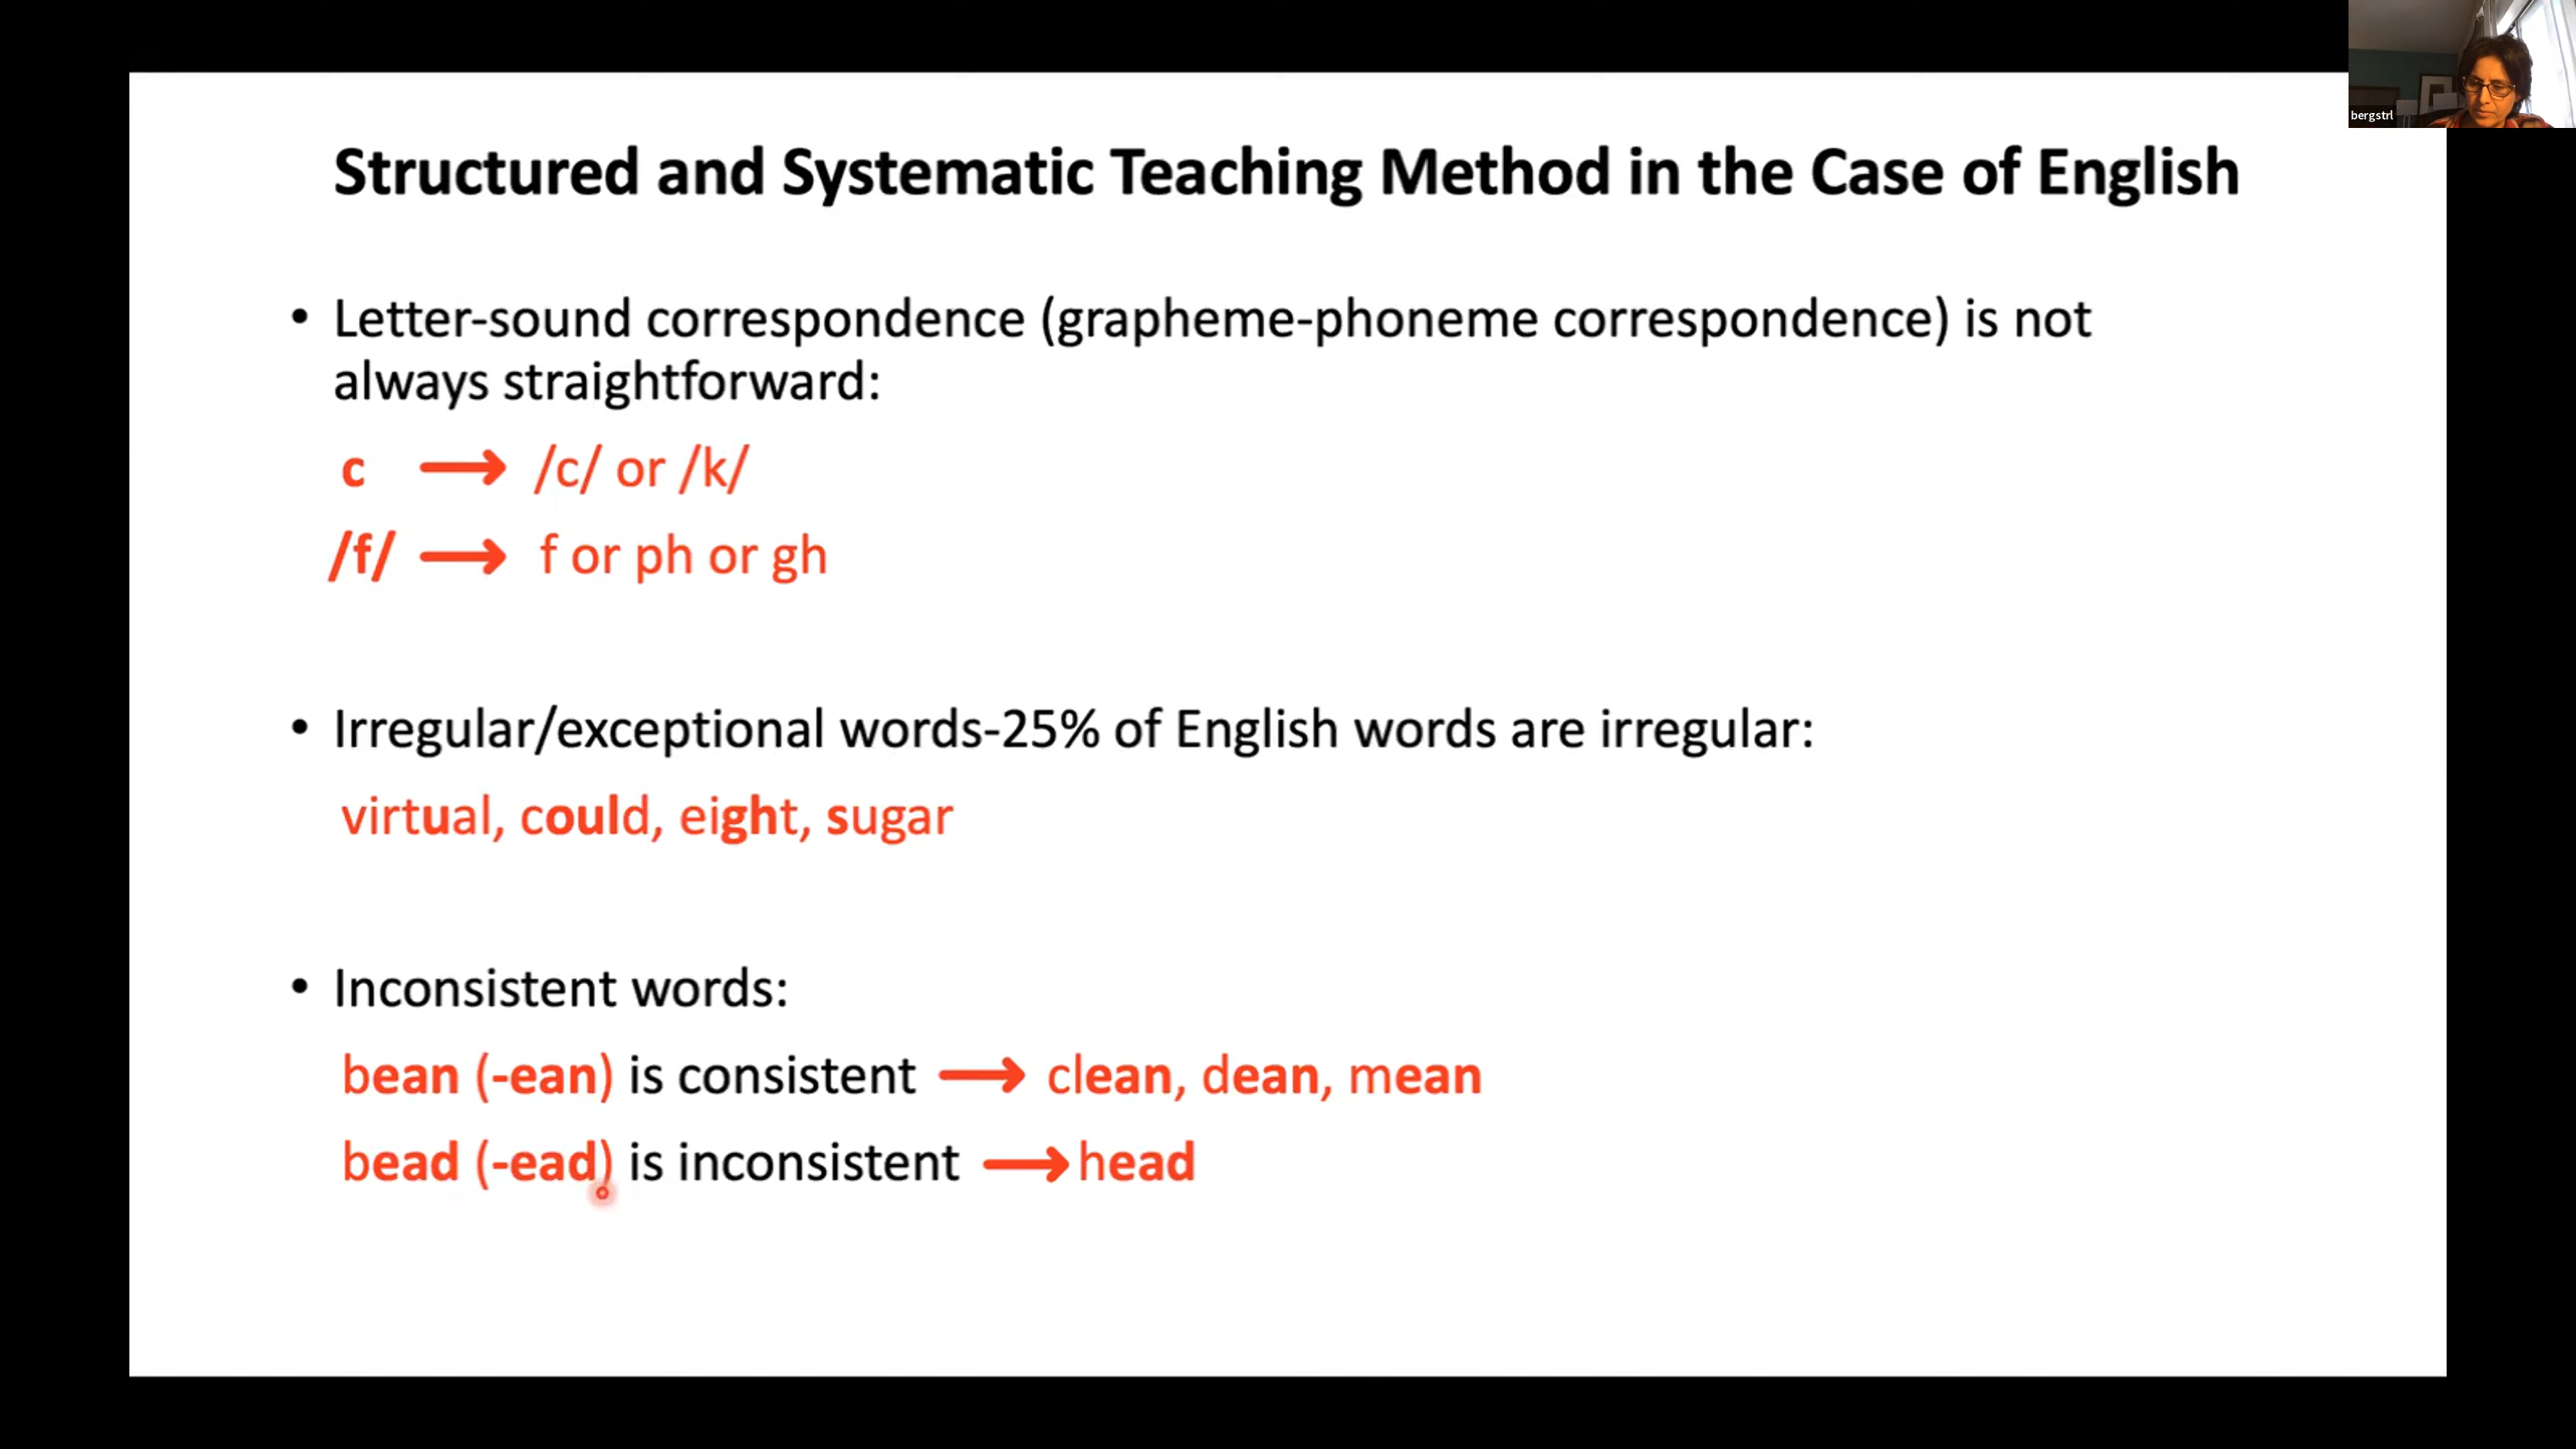 bergstrl
Structured and Systematic Teaching Method in the Case of English
• Letter-sound correspondence (grapheme-phoneme correspondence) is not
always straightforward:
c ⟶ /c/ or /k/
/f/ ⟶ f or ph or gh
• Irregular/exceptional words-25% of English words are irregular:
virtual, could, eight, sugar
• Inconsistent words:
bean (-ean) is consistent ⟶ clean, dean, mean
bead (-ead) is inconsistent ⟶ head